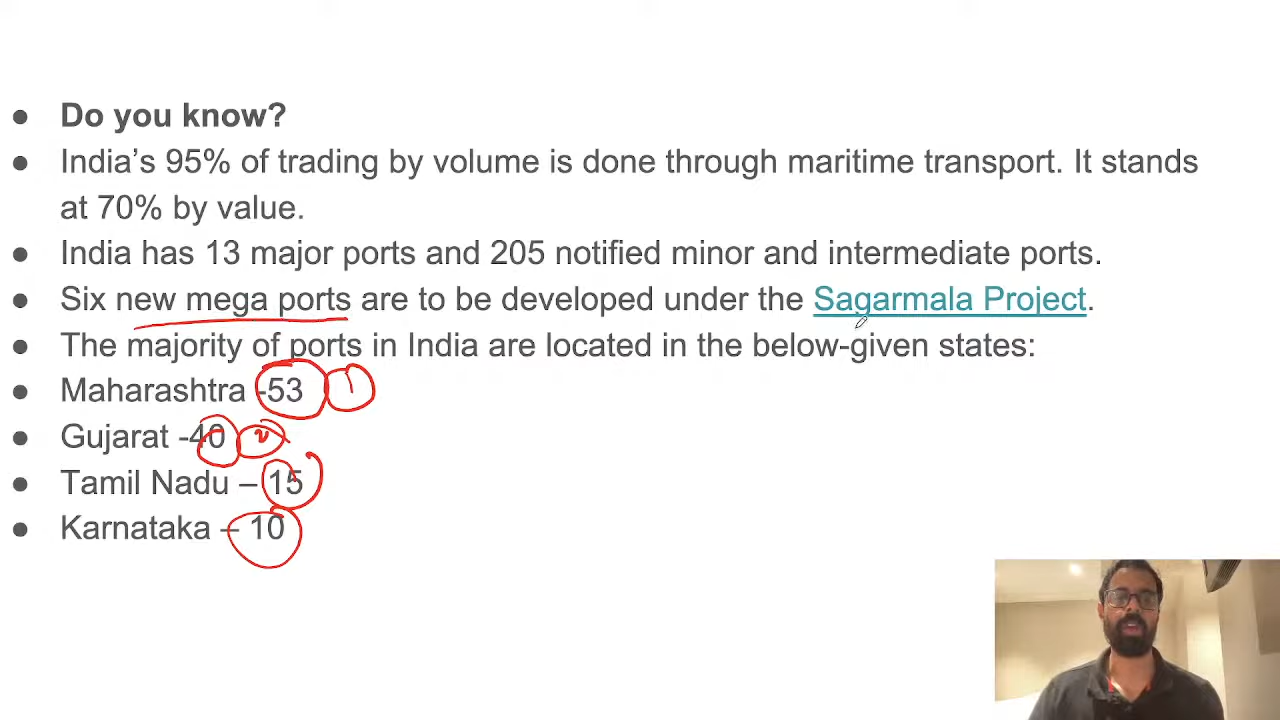 ● Do you know?
● India’s 95% of trading by volume is done through maritime transport. It stands
at 70% by value.
● India has 13 major ports and 205 notified minor and intermediate ports.
● Six new mega ports are to be developed under the Sagarmala Project.
● The majority of ports in India are located in the below-given states:
● Maharashtra -53 1
● Gujarat -40 2
● Tamil Nadu – 15
● Karnataka – 10